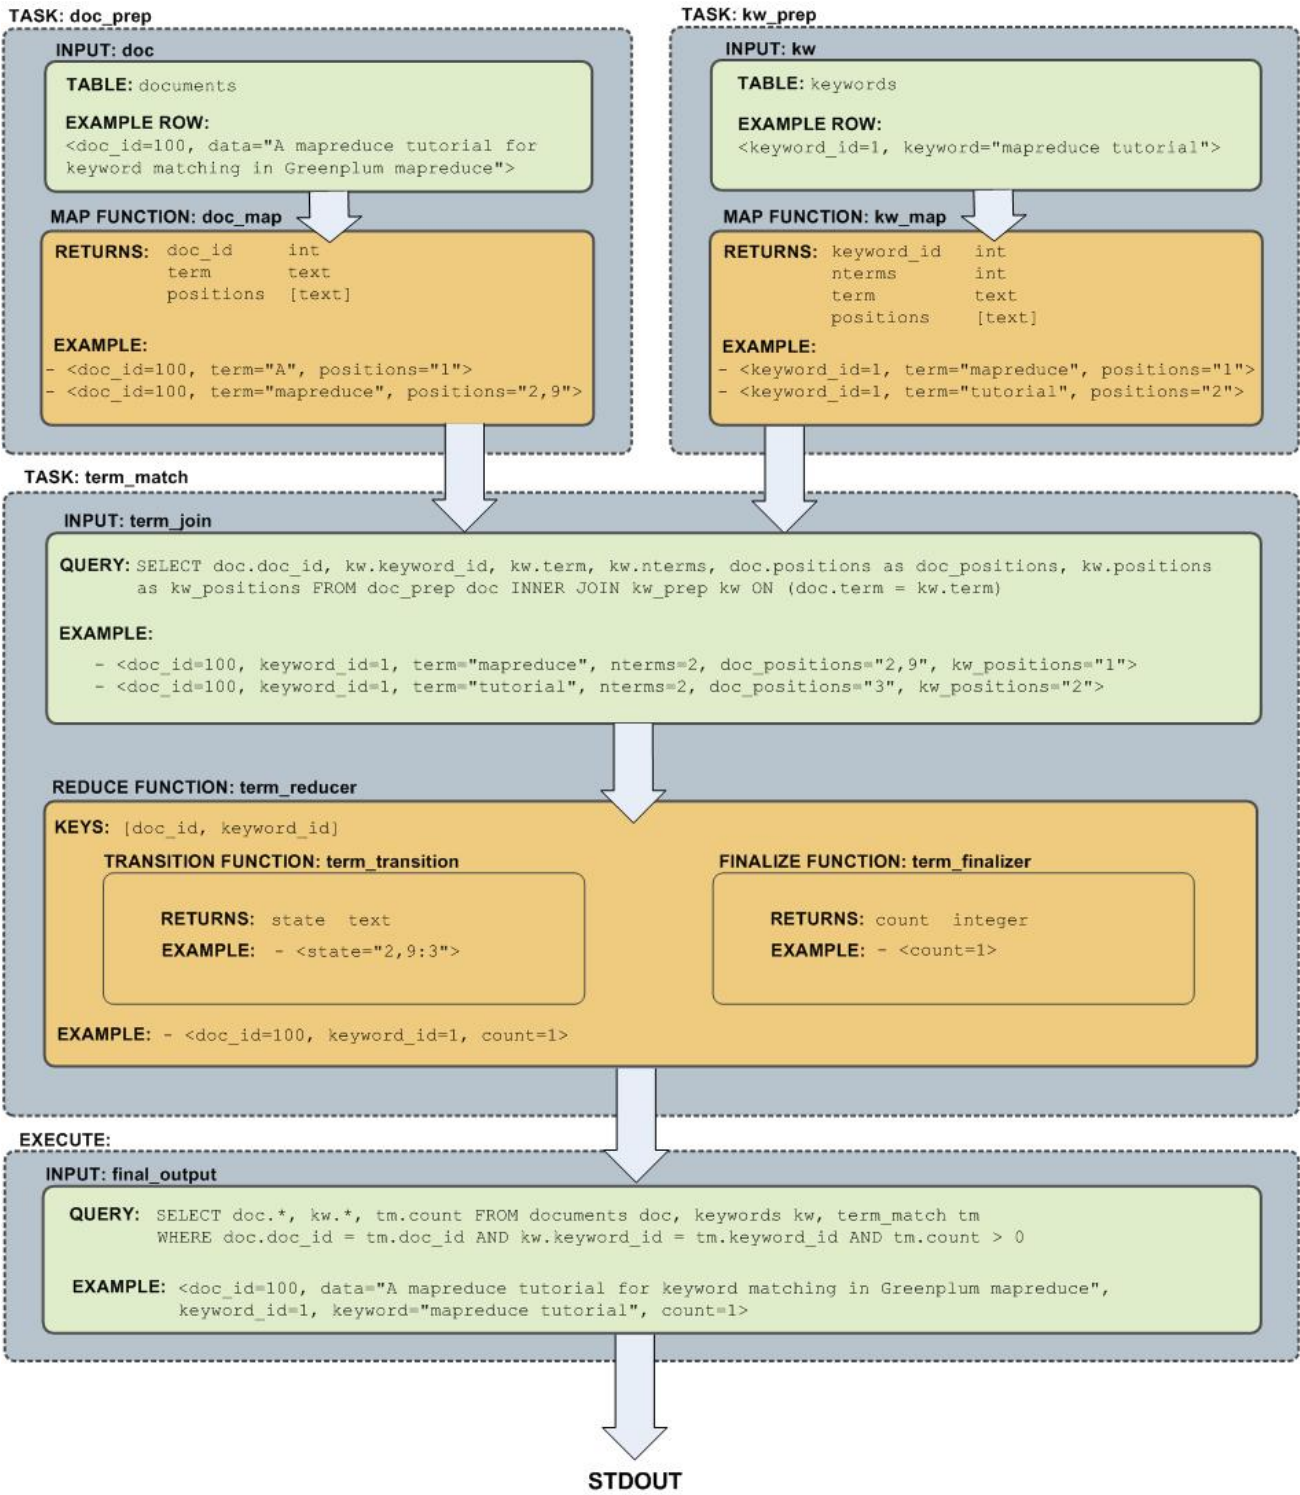 TASK: doc_prep
INPUT: doc
TABLE: documents
EXAMPLE ROW:
<doc_id=100, data="A mapreduce tutorial for
keyword matching in Greenplum mapreduce">
MAP FUNCTION: doc_map
RETURNS: doc_id int
term text
positions [text]
EXAMPLE:
- <doc_id=100, term="A", positions="1">
- <doc_id=100, term="mapreduce", positions="2,9">
TASK: kw_prep
INPUT: kw
TABLE: keywords
EXAMPLE ROW:
<keyword_id=1, keyword="mapreduce tutorial">
MAP FUNCTION: kw_map
RETURNS: keyword_id int
nterms int
term text
positions [text]
EXAMPLE:
- <keyword_id=1, term="mapreduce", positions="1">
- <keyword_id=1, term="tutorial", positions="2">
TASK: term_match
INPUT: term_join
QUERY: SELECT doc.doc_id, kw.keyword_id, kw.term, kw.nterms, doc.positions as doc_positions, kw.positions
as kw_positions FROM doc_prep doc INNER JOIN kw_prep kw ON (doc.term = kw.term)
EXAMPLE:
- <doc_id=100, keyword_id=1, term="mapreduce", nterms=2, doc_positions="2,9", kw_positions="1">
- <doc_id=100, keyword_id=1, term="tutorial", nterms=2, doc_positions="3", kw_positions="2">
REDUCE FUNCTION: term_reducer
KEYS: [doc_id, keyword_id]
TRANSITION FUNCTION: term_transition
RETURNS: state text
EXAMPLE: - <state="2,9:3">
FINALIZE FUNCTION: term_finalizer
RETURNS: count integer
EXAMPLE: - <count=1>
EXAMPLE: - <doc_id=100, keyword_id=1, count=1>
EXECUTE:
INPUT: final_output
QUERY: SELECT doc.*, kw.*, tm.count FROM documents doc, keywords kw, term_match tm
WHERE doc.doc_id = tm.doc_id AND kw.keyword_id = tm.keyword_id AND tm.count > 0
EXAMPLE: <doc_id=100, data="A mapreduce tutorial for keyword matching in Greenplum mapreduce",
keyword_id=1, keyword="mapreduce tutorial", count=1>
STDOUT